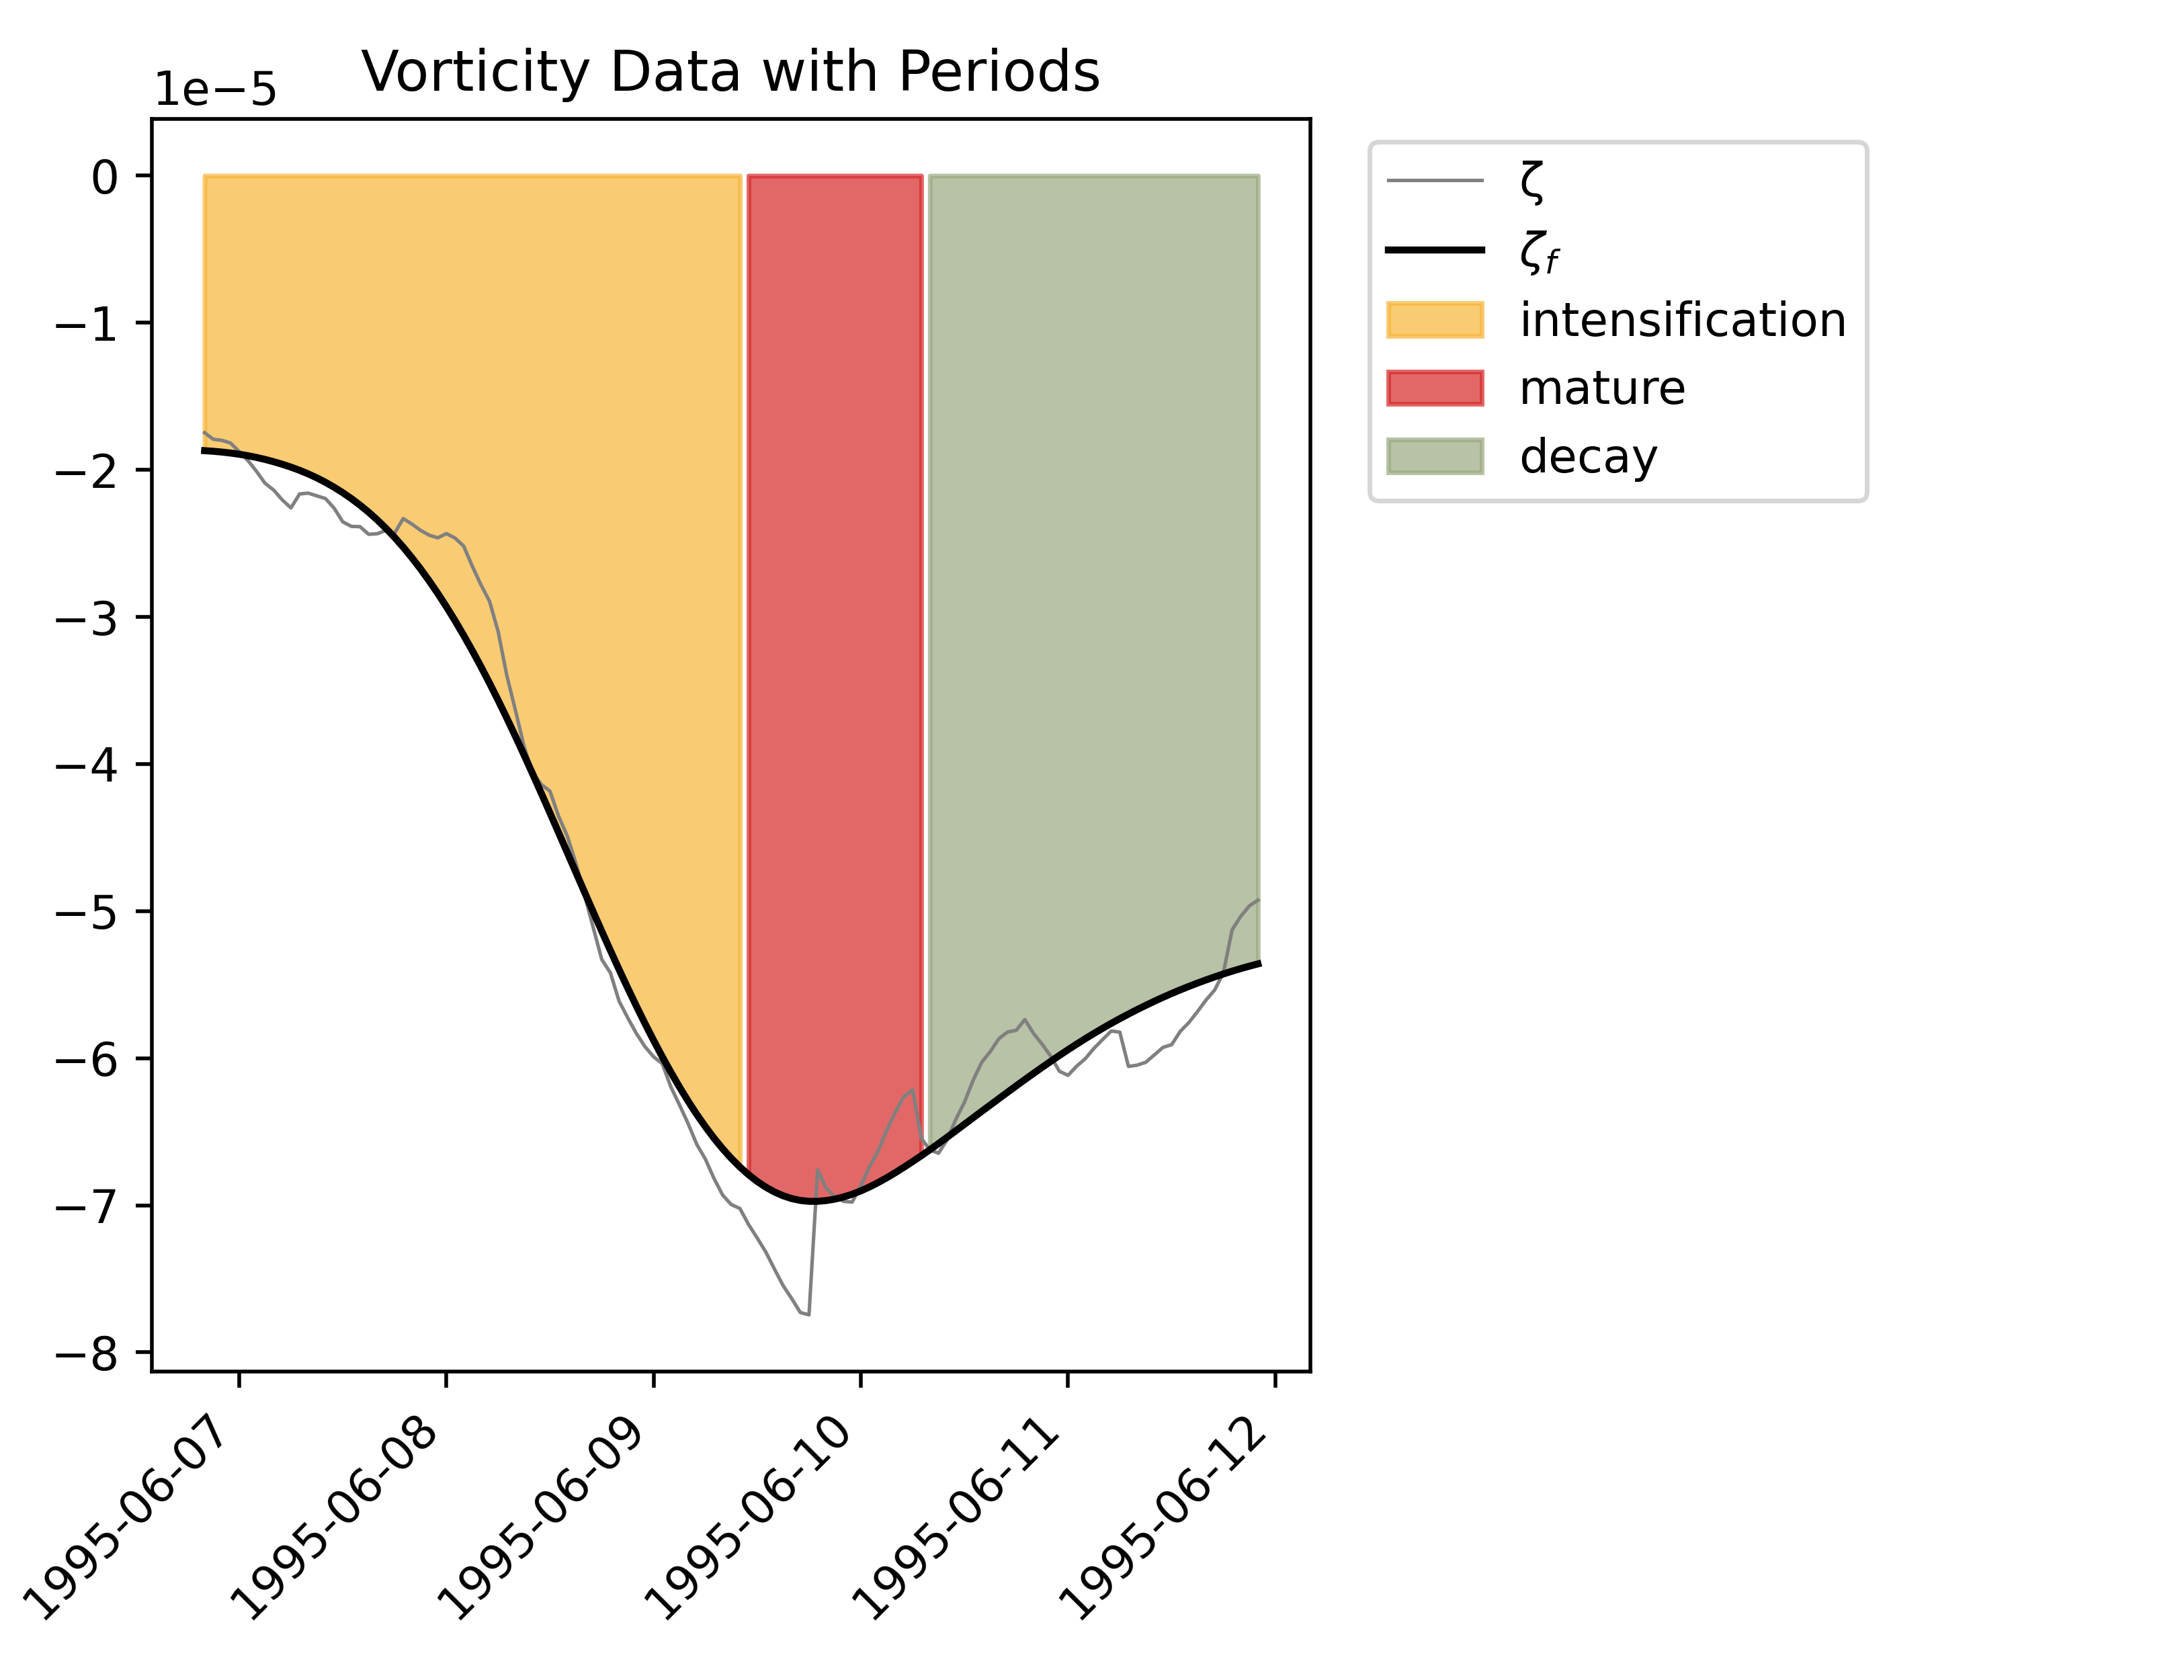 Vorticity Data with Periods
1e−5
0
−1
−2
−3
−4
−5
−6
−7
−8
1995-06-07
1995-06-08
1995-06-09
1995-06-10
1995-06-11
1995-06-12
ζ
ζf
intensification
mature
decay